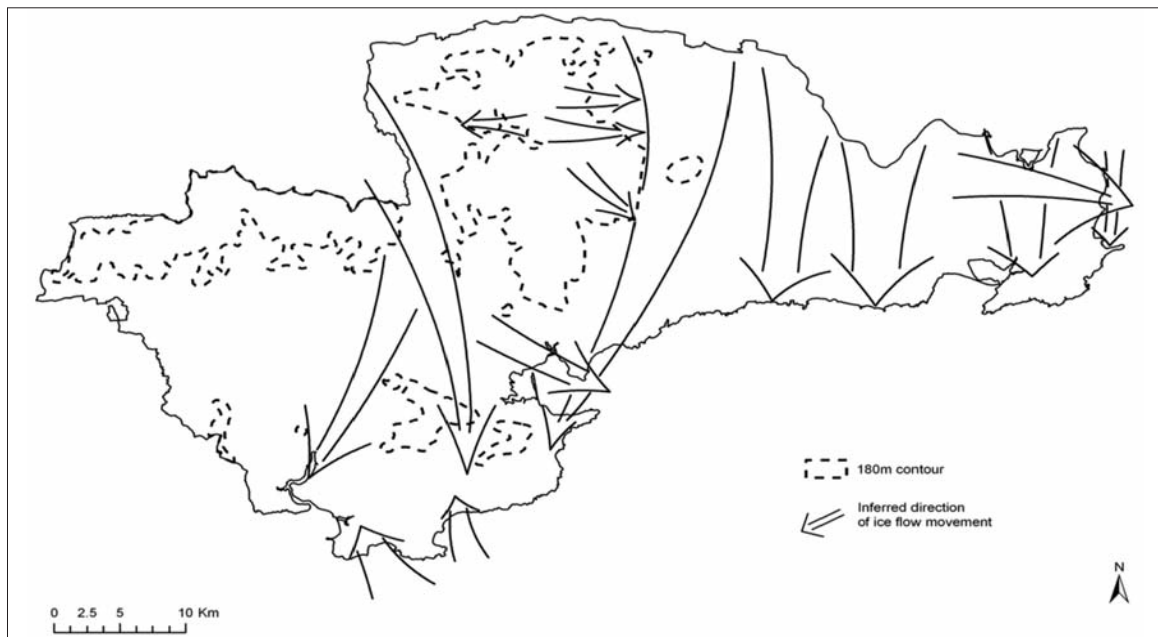 180m contour
Inferred direction
of ice flow movement
N
0 2.5 5 10 Km